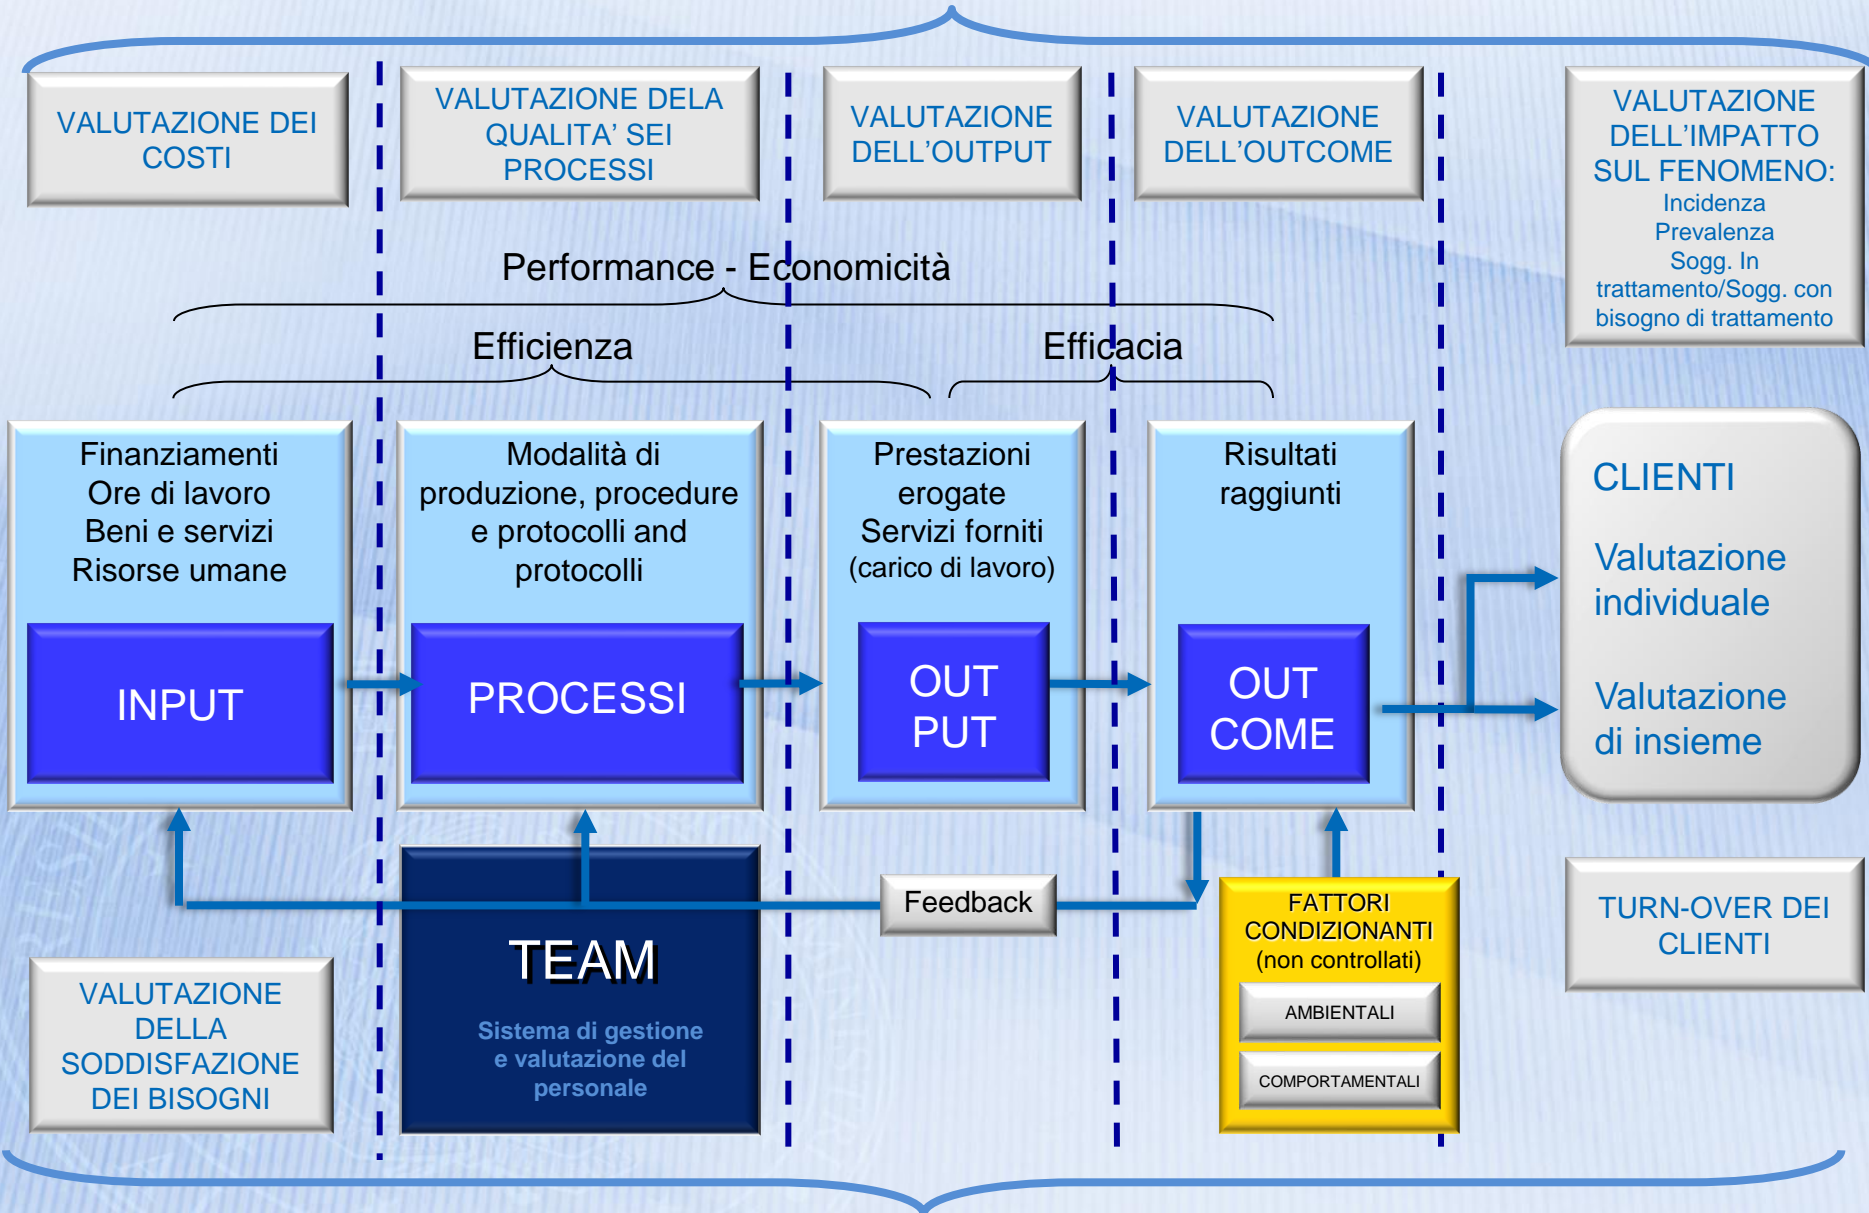 VALUTAZIONE DEI
COSTI
VALUTAZIONE DELA
QUALITA’ SEI
PROCESSI
VALUTAZIONE
DELL’OUTPUT
VALUTAZIONE
DELL’OUTCOME
VALUTAZIONE
DELL’IMPATTO
SUL FENOMENO:
Incidenza
Prevalenza
Sogg. In
trattamento/Sogg. con
bisogno di trattamento
Performance - Economicità
Efficienza
Efficacia
Finanziamenti
Ore di lavoro
Beni e servizi
Risorse umane
INPUT
Modalità di
produzione, procedure
e protocolli and
protocolli
PROCESSI
Prestazioni
erogate
Servizi forniti
(carico di lavoro)
OUT
PUT
Risultati
raggiunti
OUT
COME
CLIENTI
Valutazione
individuale
Valutazione
di insieme
Feedback
TEAM
Sistema di gestione
e valutazione del
personale
FATTORI
CONDIZIONANTI
(non controllati)
AMBIENTALI
COMPORTAMENTALI
TURN-OVER DEI
CLIENTI
VALUTAZIONE
DELLA
SODDISFAZIONE
DEI BISOGNI